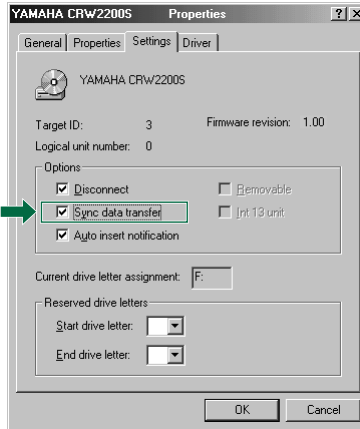 YAMAHA CRW2200S Properties
General Properties Settings Driver
YAMAHA CRW2200S
Target ID: 3 Firmware revision: 1.00
Logical unit number: 0
Options
Disconnect Removable
Sync data transfer Int 13 unit
Auto insert notification
Current drive letter assignment: F:
Reserved drive letters
Start drive letter:
End drive letter:
OK Cancel